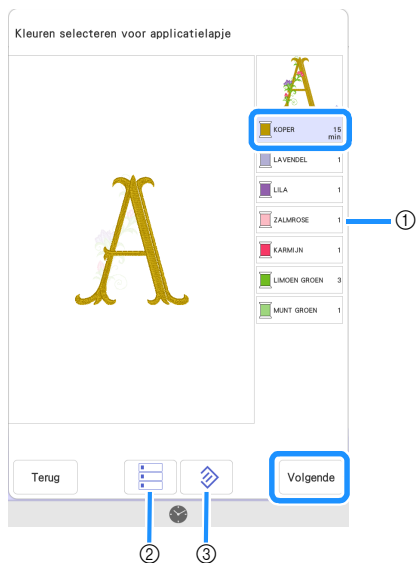 Kleuren selecteren voor applicatielapje
KOPER 15
min
LAVENDEL 1
LILA 1
ZALMROSE 1
①
KARMIJN 1
LIMOEN GROEN 3
MUNT GROEN 1
Terug
Volgende
② ③